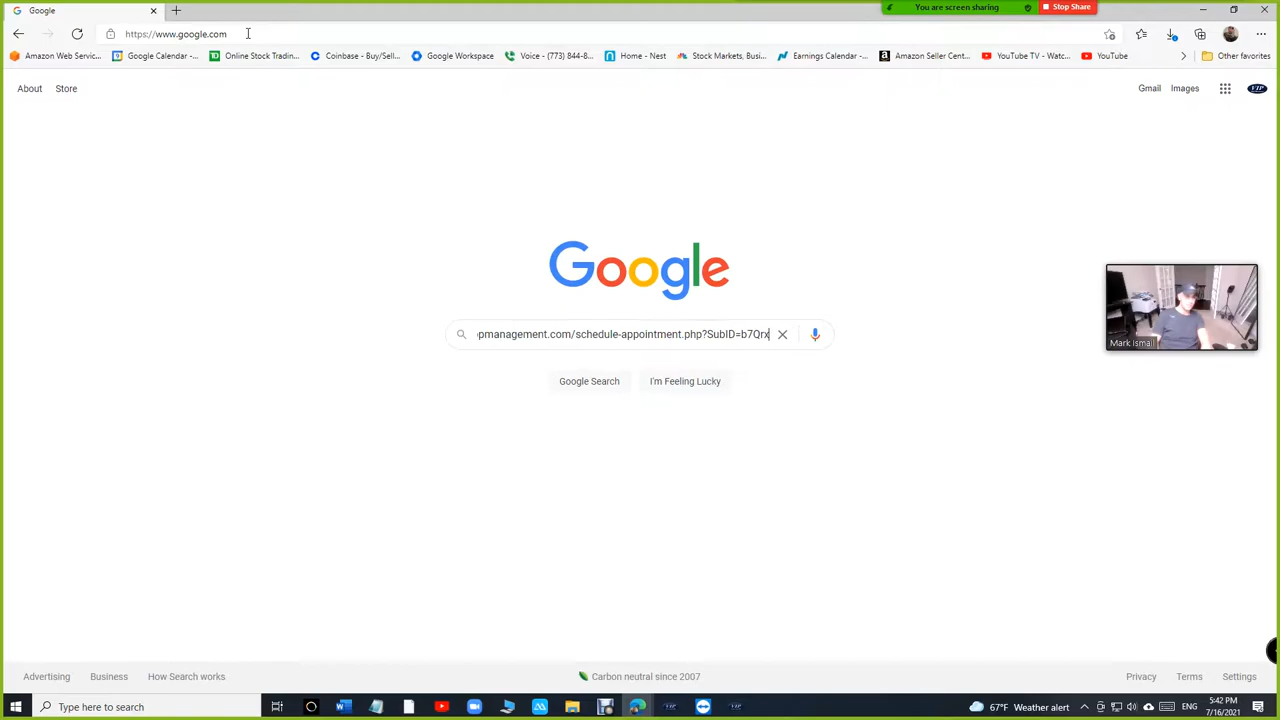 Google
You are screen sharing
Stop Share
https://www.google.com
Amazon Web Servic...
Google Calendar -...
Online Stock Tradin...
Coinbase - Buy/Sell...
Google Workspace
Voice - (773) 844-8...
Home - Nest
Stock Markets, Busi...
Earnings Calendar -...
Amazon Seller Cent...
YouTube TV - Watc...
YouTube
Other favorites
About
Store
Gmail
Images
VIP
Google
pmanagement.com/schedule-appointment.php?SubID=b7Qrx
Google Search
I'm Feeling Lucky
Mark Ismail
Advertising
Business
How Search works
Carbon neutral since 2007
Privacy
Terms
Settings
Type here to search
67°F Weather alert
ENG
5:42 PM
7/16/2021